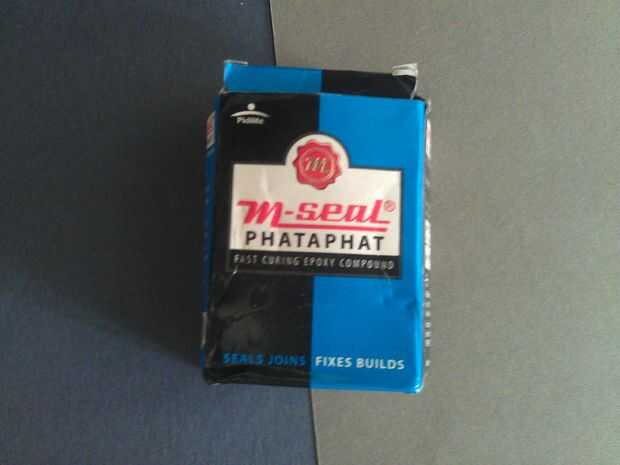 Pidilite
m
m-seal®
PHATAPHAT
FAST CURING EPOXY COMPOUND
SEALS JOINS FIXES BUILDS